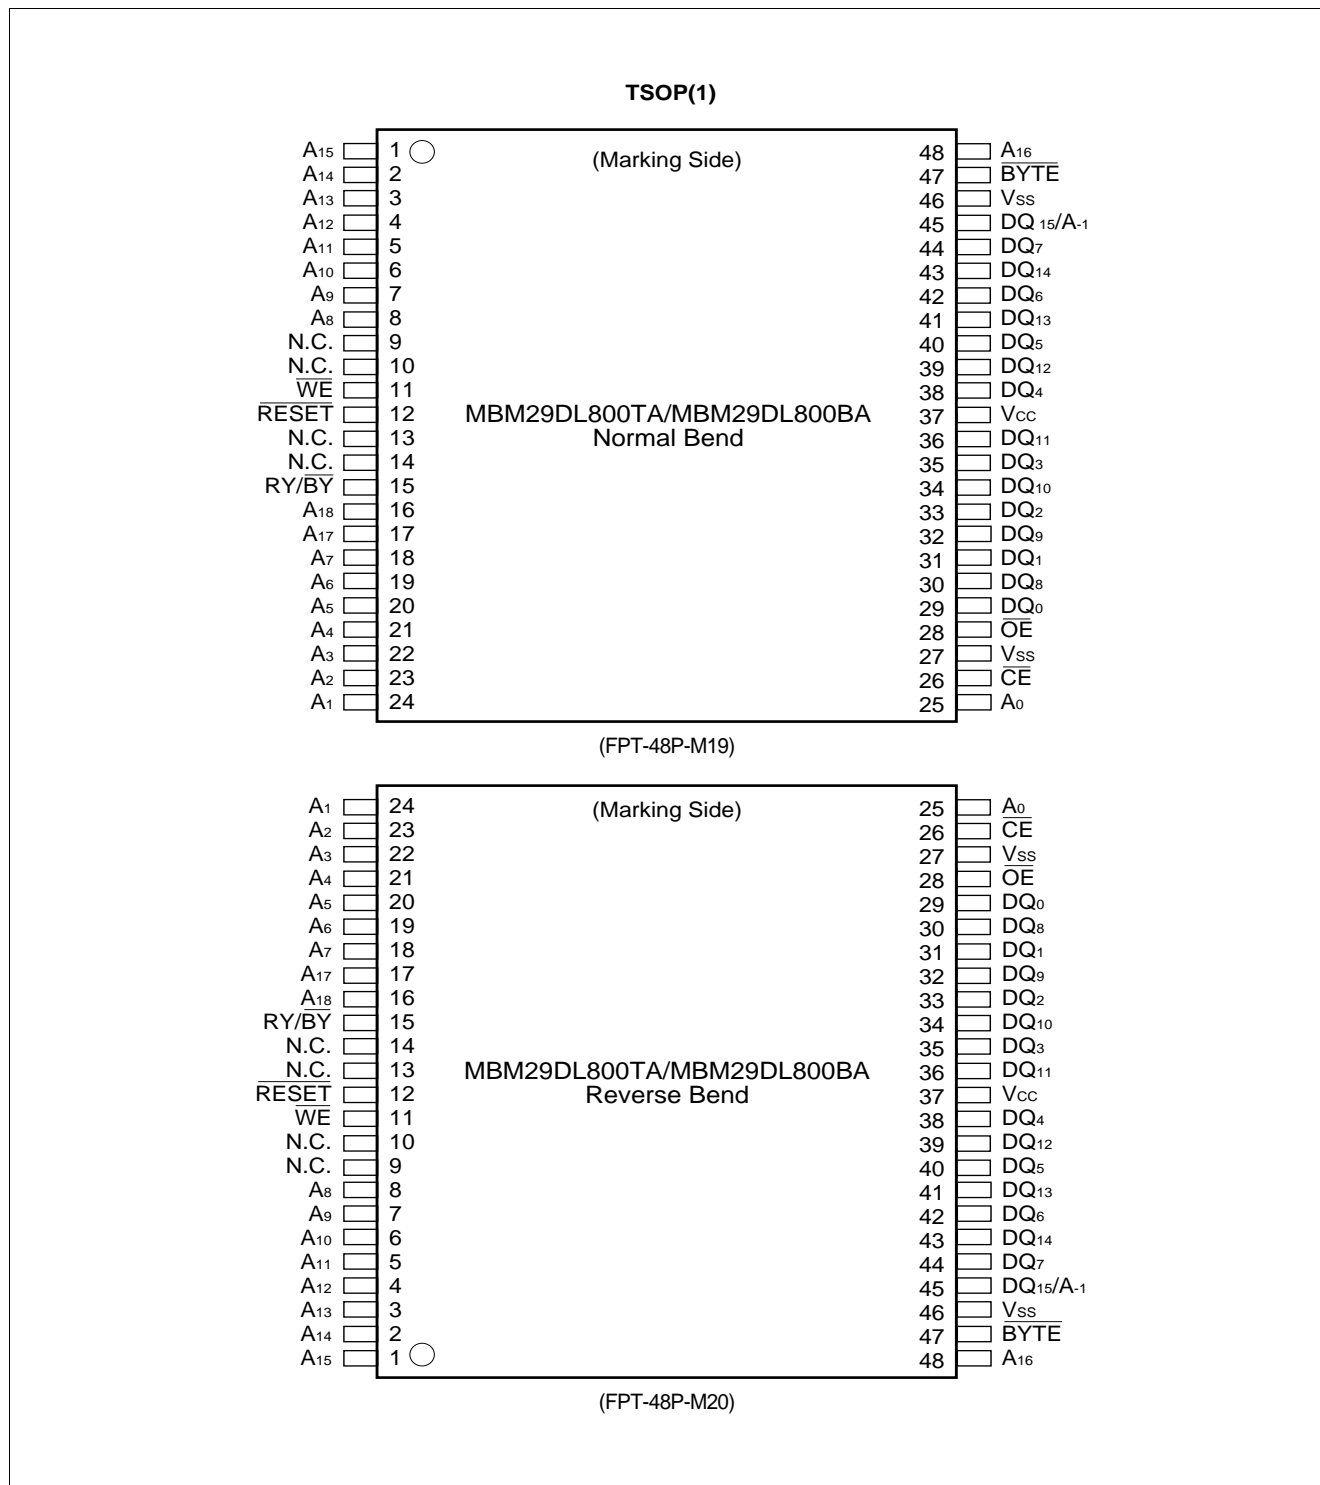 TSOP(1)
A15 1 (Marking Side) 48 A16
A14 2 47 BYTE
A13 3 46 VSS
A12 4 45 DQ15/A-1
A11 5 44 DQ7
A10 6 43 DQ14
A9 7 42 DQ6
A8 8 41 DQ13
N.C. 9 40 DQ5
N.C. 10 39 DQ12
WE 11 38 DQ4
RESET 12 MBM29DL800TA/MBM29DL800BA 37 VCC
N.C. 13 Normal Bend 36 DQ11
N.C. 14 35 DQ3
RY/BY 15 34 DQ10
A18 16 33 DQ2
A17 17 32 DQ9
A7 18 31 DQ1
A6 19 30 DQ8
A5 20 29 DQ0
A4 21 28 OE
A3 22 27 VSS
A2 23 26 CE
A1 24 25 A0
(FPT-48P-M19)
A1 24 (Marking Side) 25 A0
A2 23 26 CE
A3 22 27 VSS
A4 21 28 OE
A5 20 29 DQ0
A6 19 30 DQ8
A7 18 31 DQ1
A17 17 32 DQ9
A18 16 33 DQ2
RY/BY 15 34 DQ10
N.C. 14 35 DQ3
N.C. 13 MBM29DL800TA/MBM29DL800BA 36 DQ11
RESET 12 Reverse Bend 37 VCC
WE 11 38 DQ4
N.C. 10 39 DQ12
N.C. 9 40 DQ5
A8 8 41 DQ13
A9 7 42 DQ6
A10 6 43 DQ14
A11 5 44 DQ7
A12 4 45 DQ15/A-1
A13 3 46 VSS
A14 2 47 BYTE
A15 1 48 A16
(FPT-48P-M20)